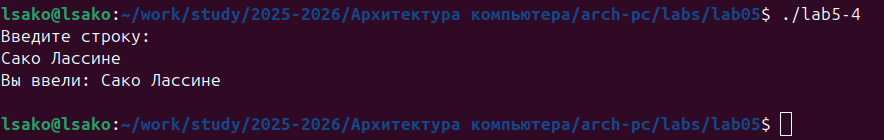 lsako@lsako:~/work/study/2025-2026/Архитектура компьютера/arch-pc/labs/lab05$ ./lab5-4
Введите строку:
Сако Лассине
Вы ввели: Сако Лассине
lsako@lsako:~/work/study/2025-2026/Архитектура компьютера/arch-pc/labs/lab05$